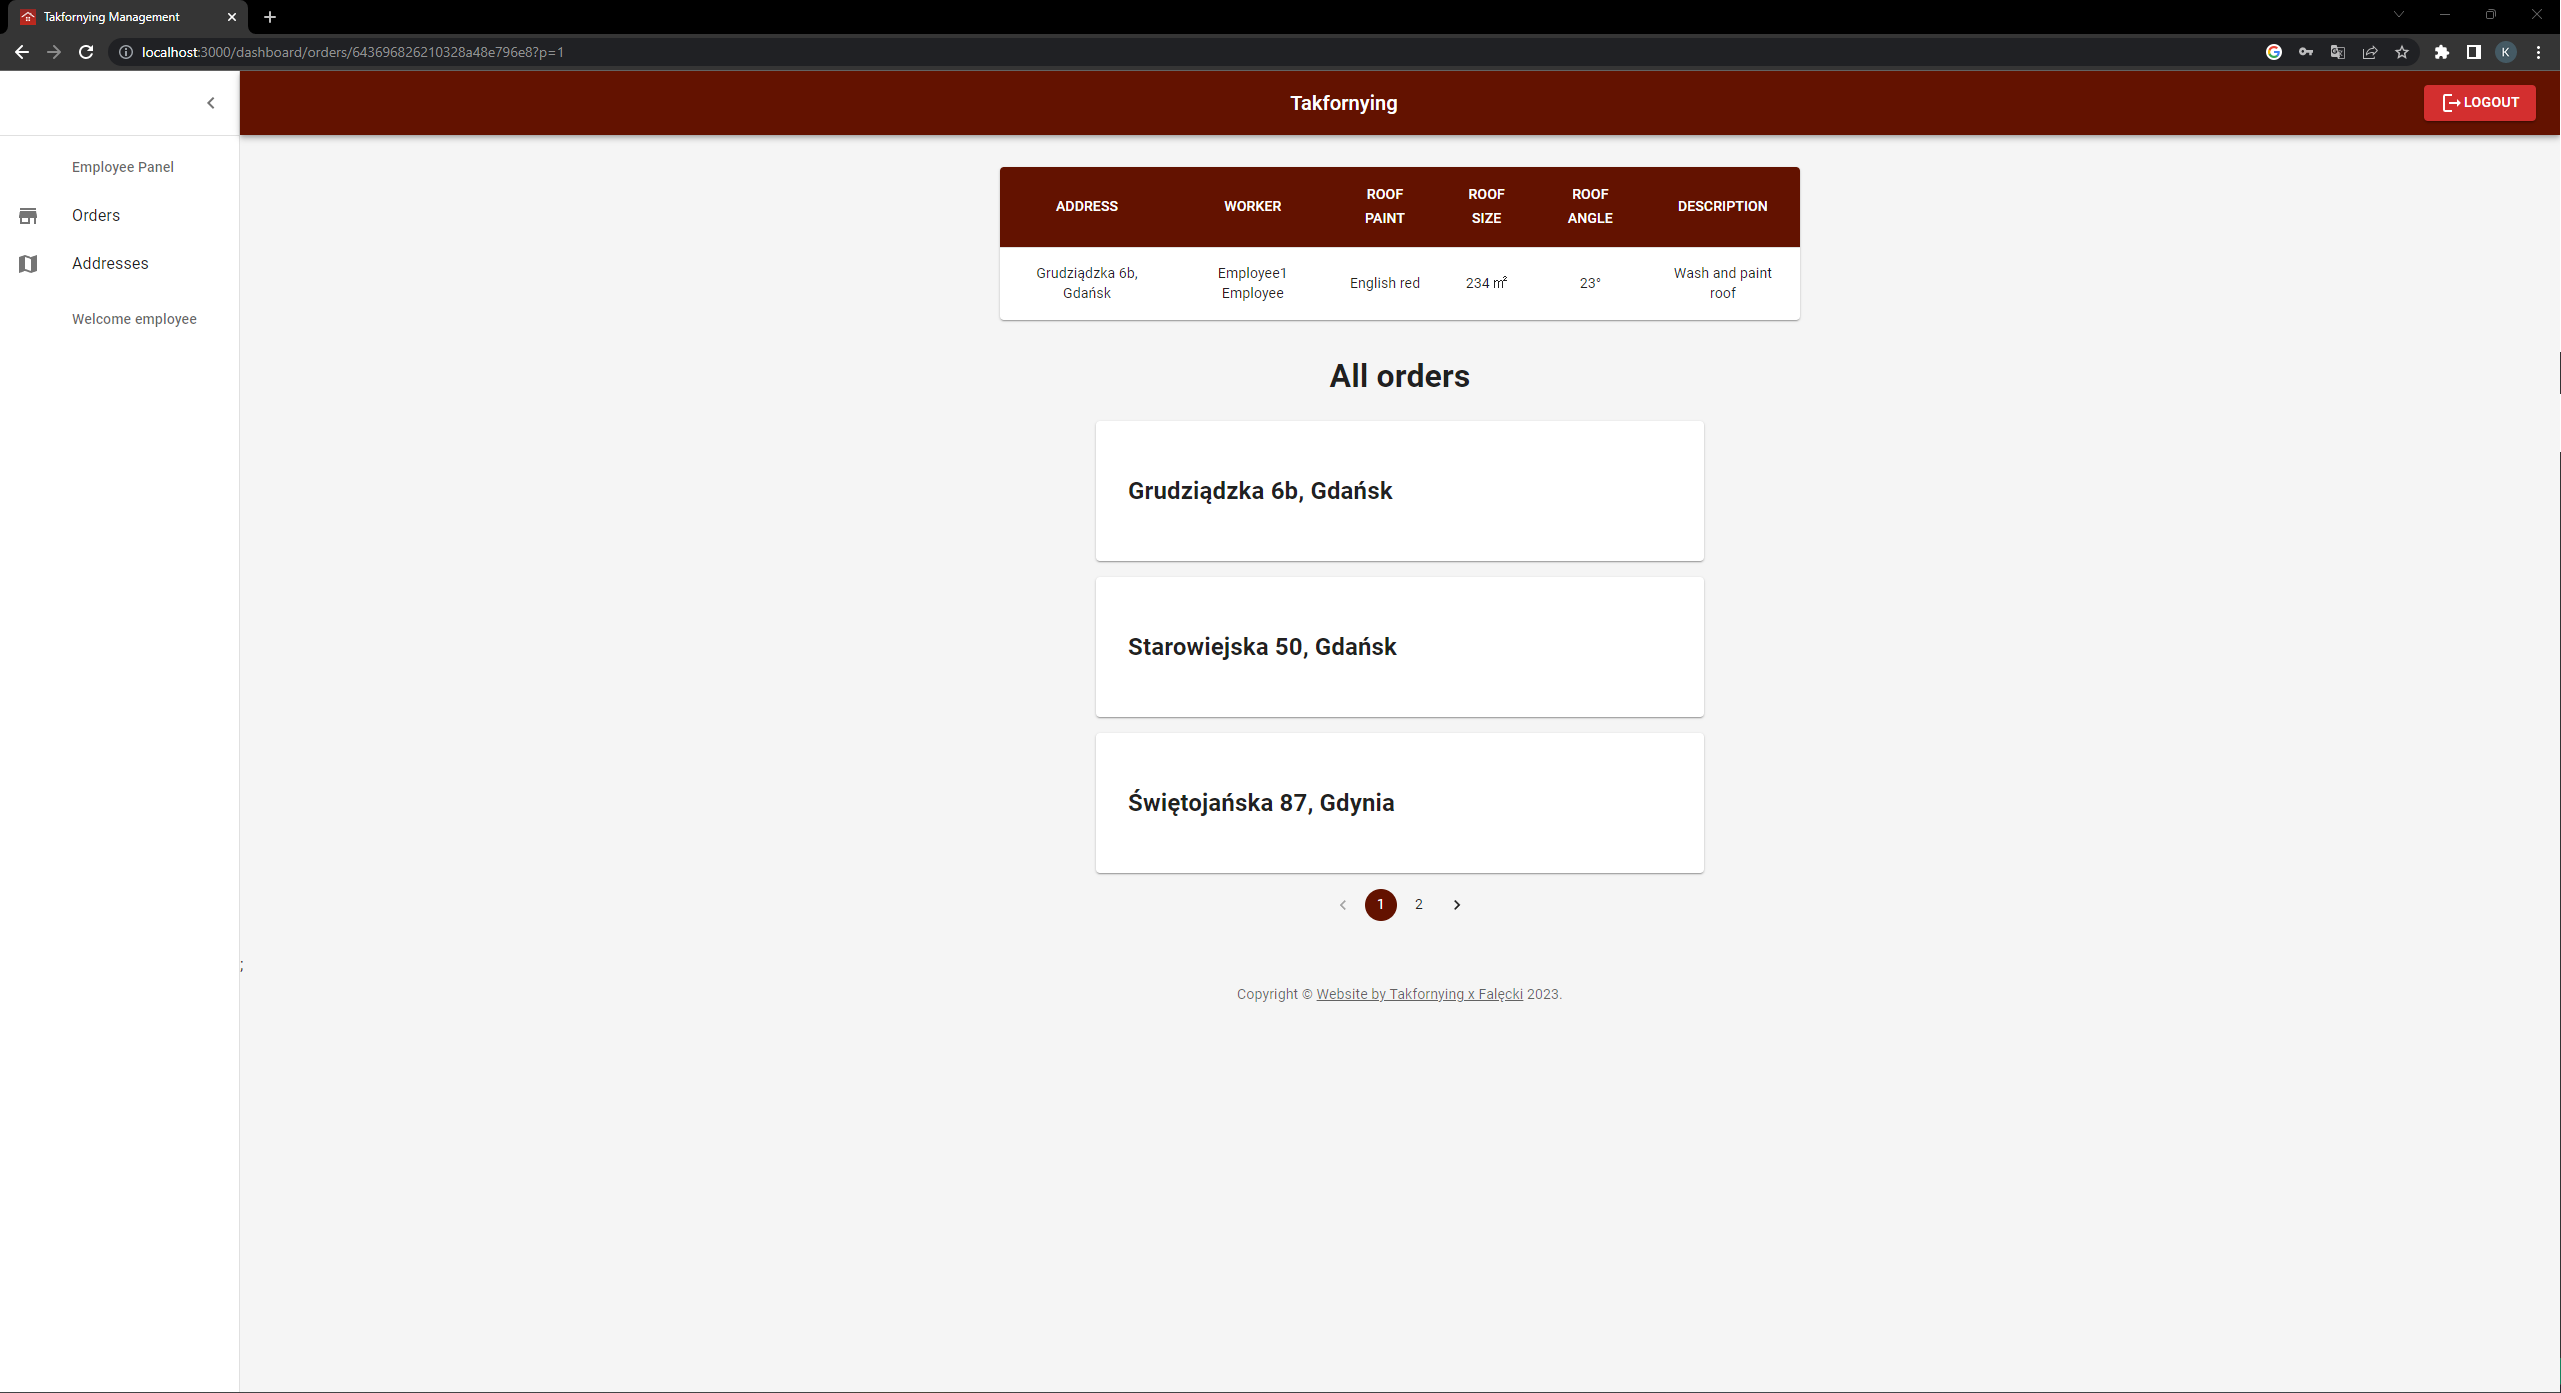 Takfornying Management
localhost:3000/dashboard/orders/643696826210328a48e796e8?p=1
K
Takfornying
LOGOUT
Employee Panel
Orders
Addresses
Welcome employee
ADDRESS WORKER ROOF PAINT ROOF SIZE ROOF ANGLE DESCRIPTION
Grudziądzka 6b, Gdańsk Employee1 Employee English red 234 m² 23° Wash and paint roof
All orders
Grudziądzka 6b, Gdańsk
Starowiejska 50, Gdańsk
Świętojańska 87, Gdynia
1 2
;
Copyright © Website by Takfornying x Falęcki 2023.